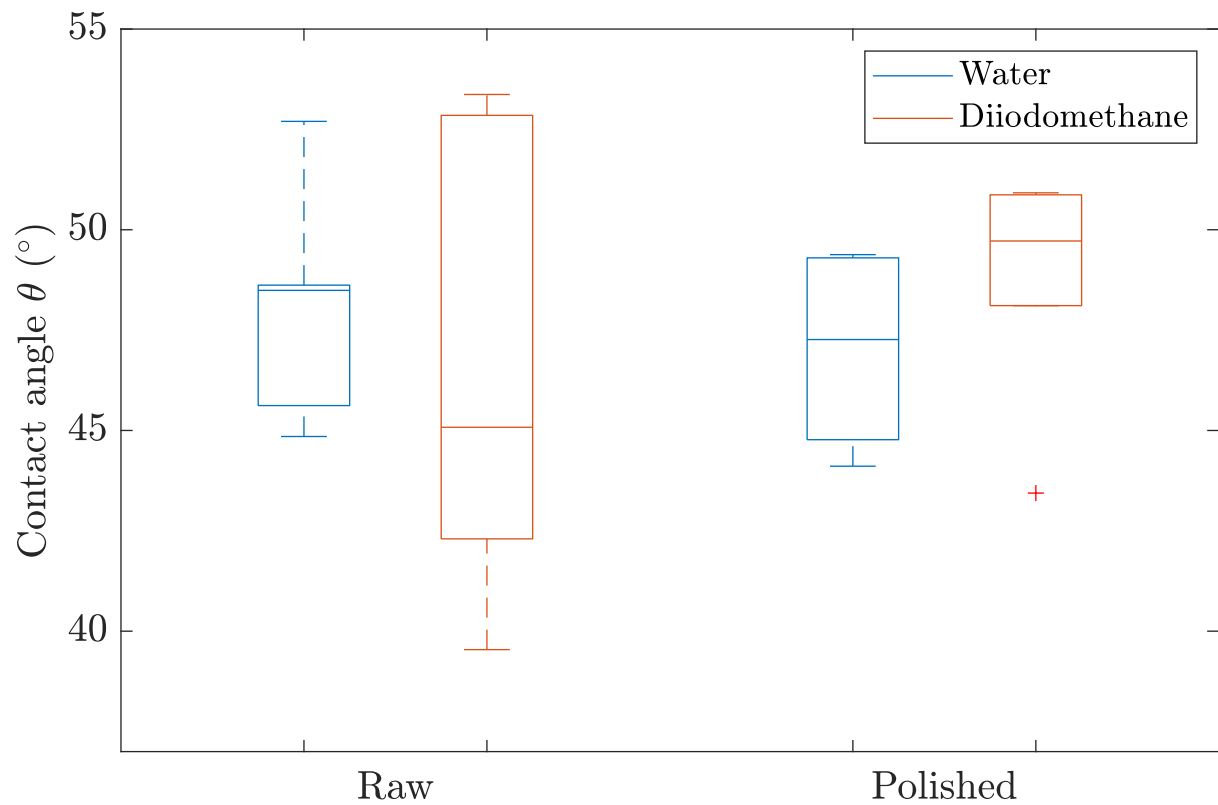 55
50
45
40
Contact angle θ (°)
Water
Diiodomethane
Raw
Polished